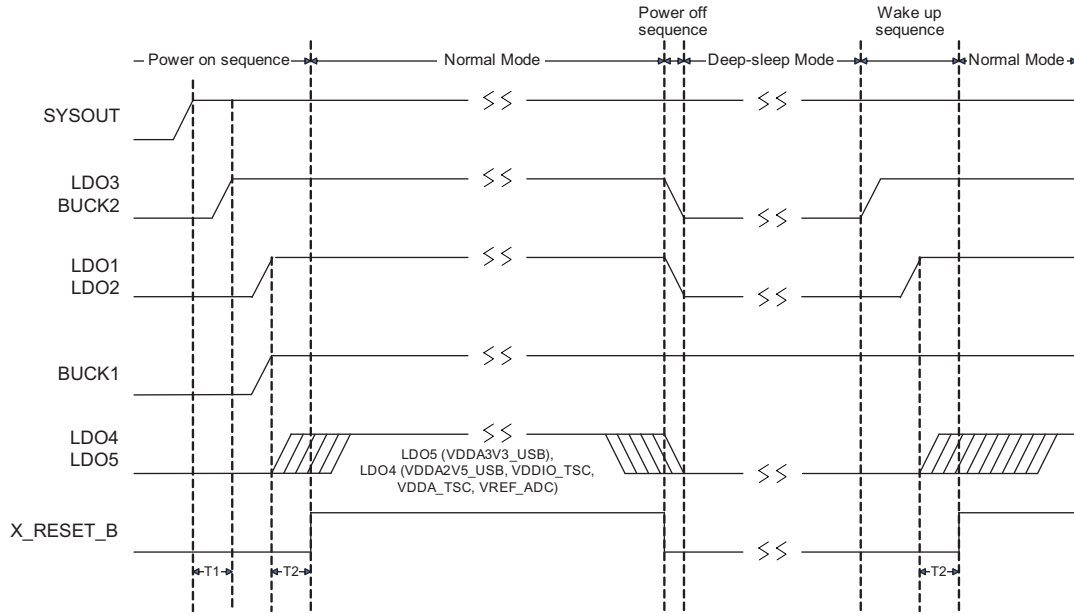 Power off
sequence
Wake up
sequence
Power on sequence
Normal Mode
Deep-sleep Mode
Normal Mode
SYSOUT
LDO3
BUCK2
LDO1
LDO2
BUCK1
LDO4
LDO5
LDO5 (VDDA3V3_USB),
LDO4 (VDDA2V5_USB, VDDIO_TSC,
VDDA_TSC, VREF_ADC)
X_RESET_B
T1
T2
T2